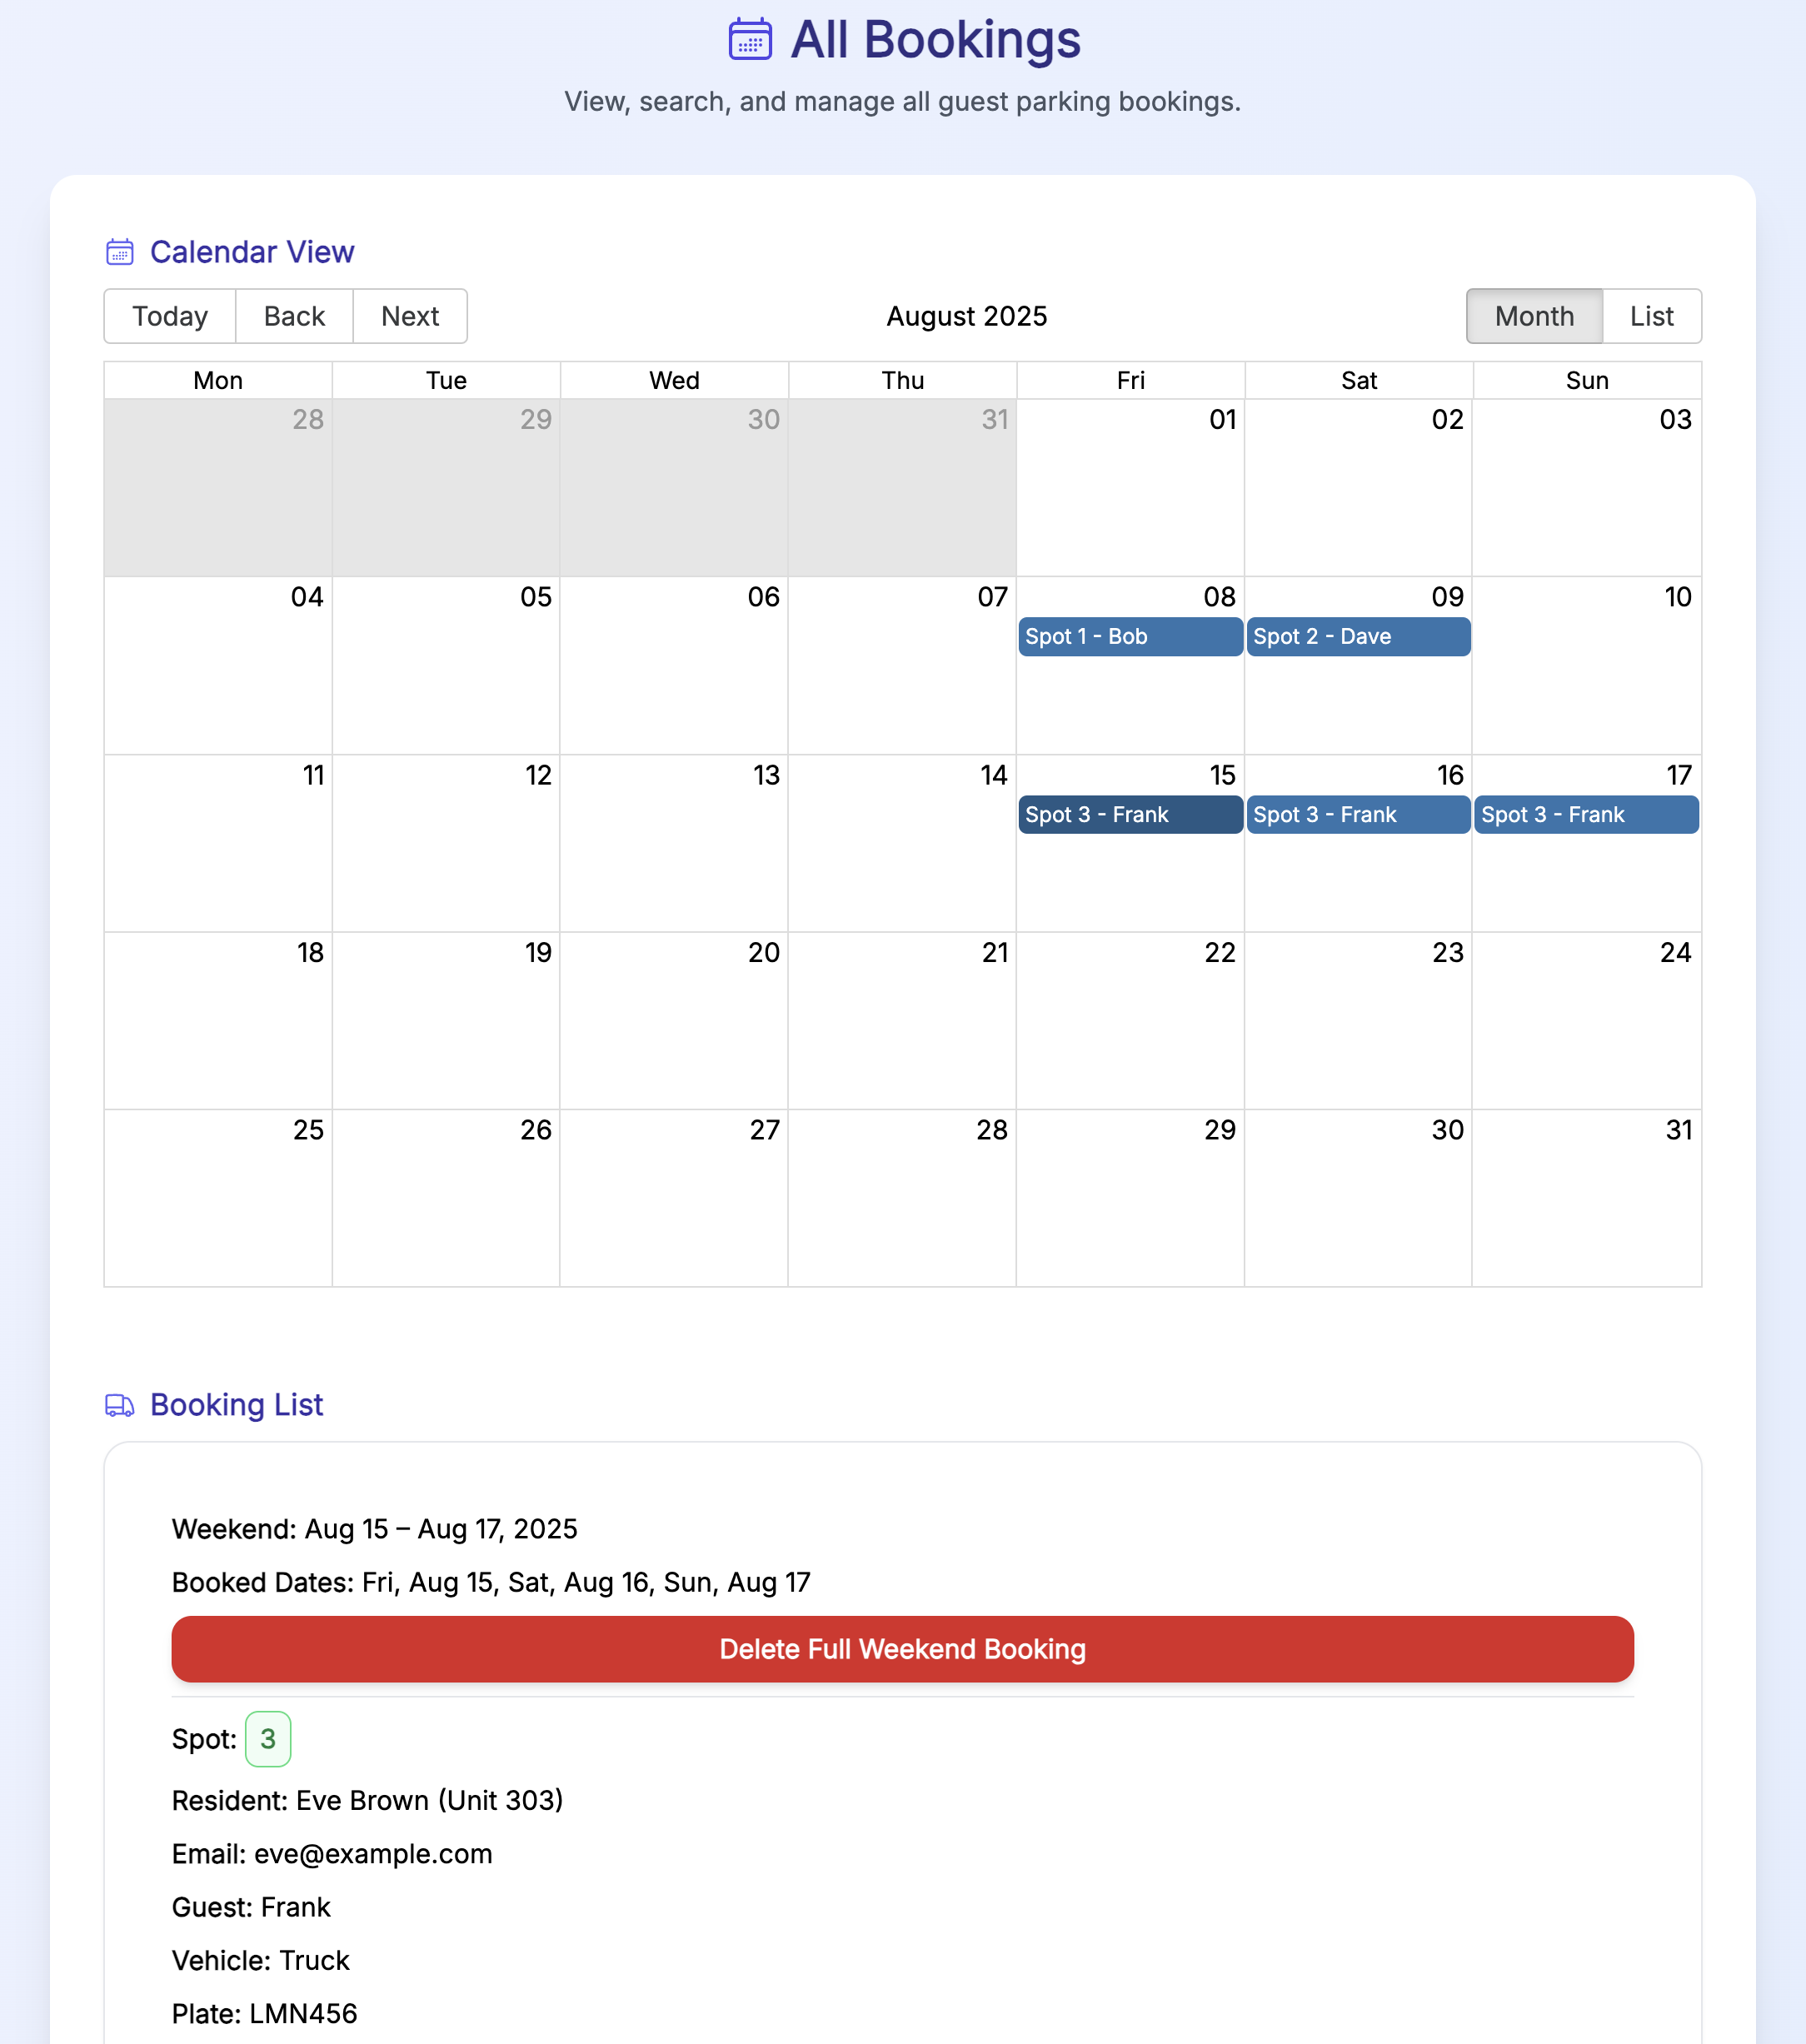 All Bookings
View, search, and manage all guest parking bookings.
Calendar View
Today Back Next August 2025 Month List
Mon Tue Wed Thu Fri Sat Sun
28 29 30 31 01 02 03
04 05 06 07 08 09 10
Spot 1 - Bob Spot 2 - Dave
11 12 13 14 15 16 17
Spot 3 - Frank Spot 3 - Frank Spot 3 - Frank
18 19 20 21 22 23 24
25 26 27 28 29 30 31
Booking List
Weekend: Aug 15 – Aug 17, 2025
Booked Dates: Fri, Aug 15, Sat, Aug 16, Sun, Aug 17
Delete Full Weekend Booking
Spot: 3
Resident: Eve Brown (Unit 303)
Email: eve@example.com
Guest: Frank
Vehicle: Truck
Plate: LMN456